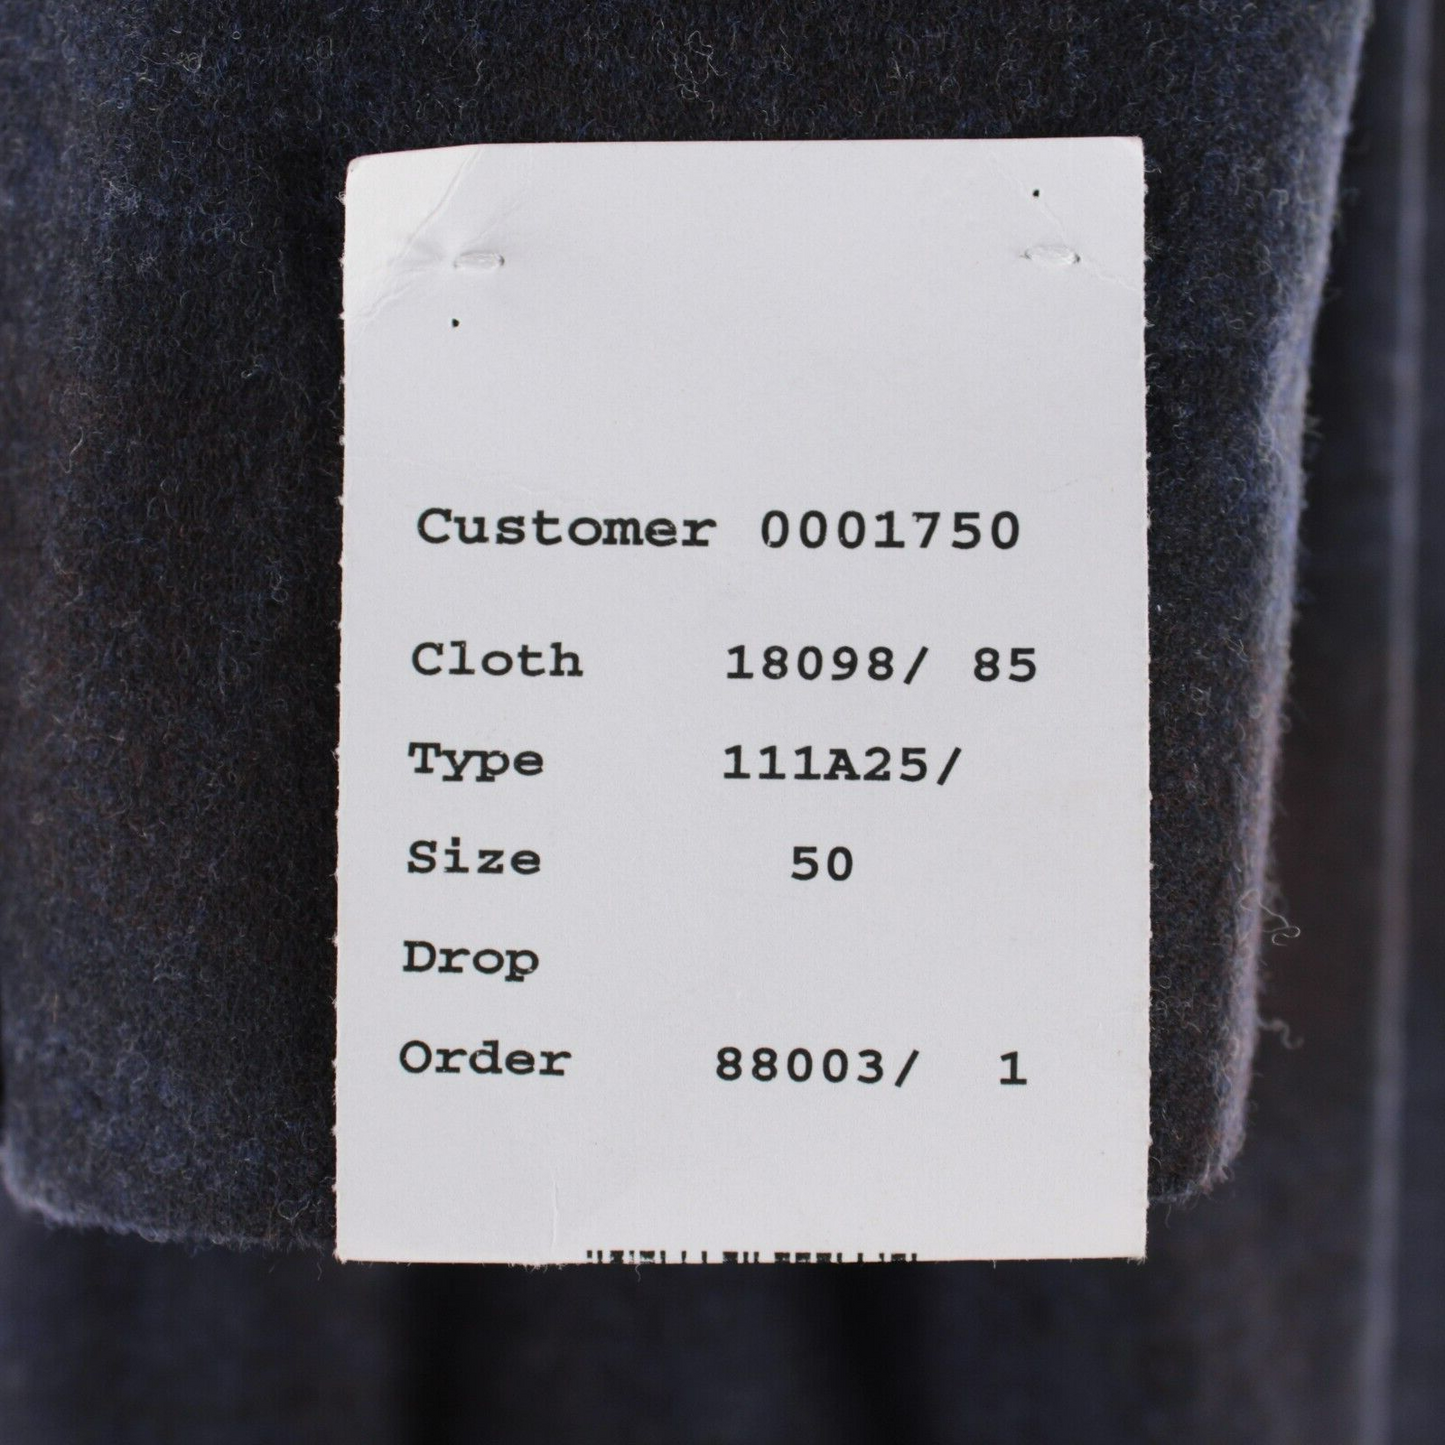 Customer 0001750
Cloth 18098/ 85
Type 111A25/
Size 50
Drop
Order 88003/ 1